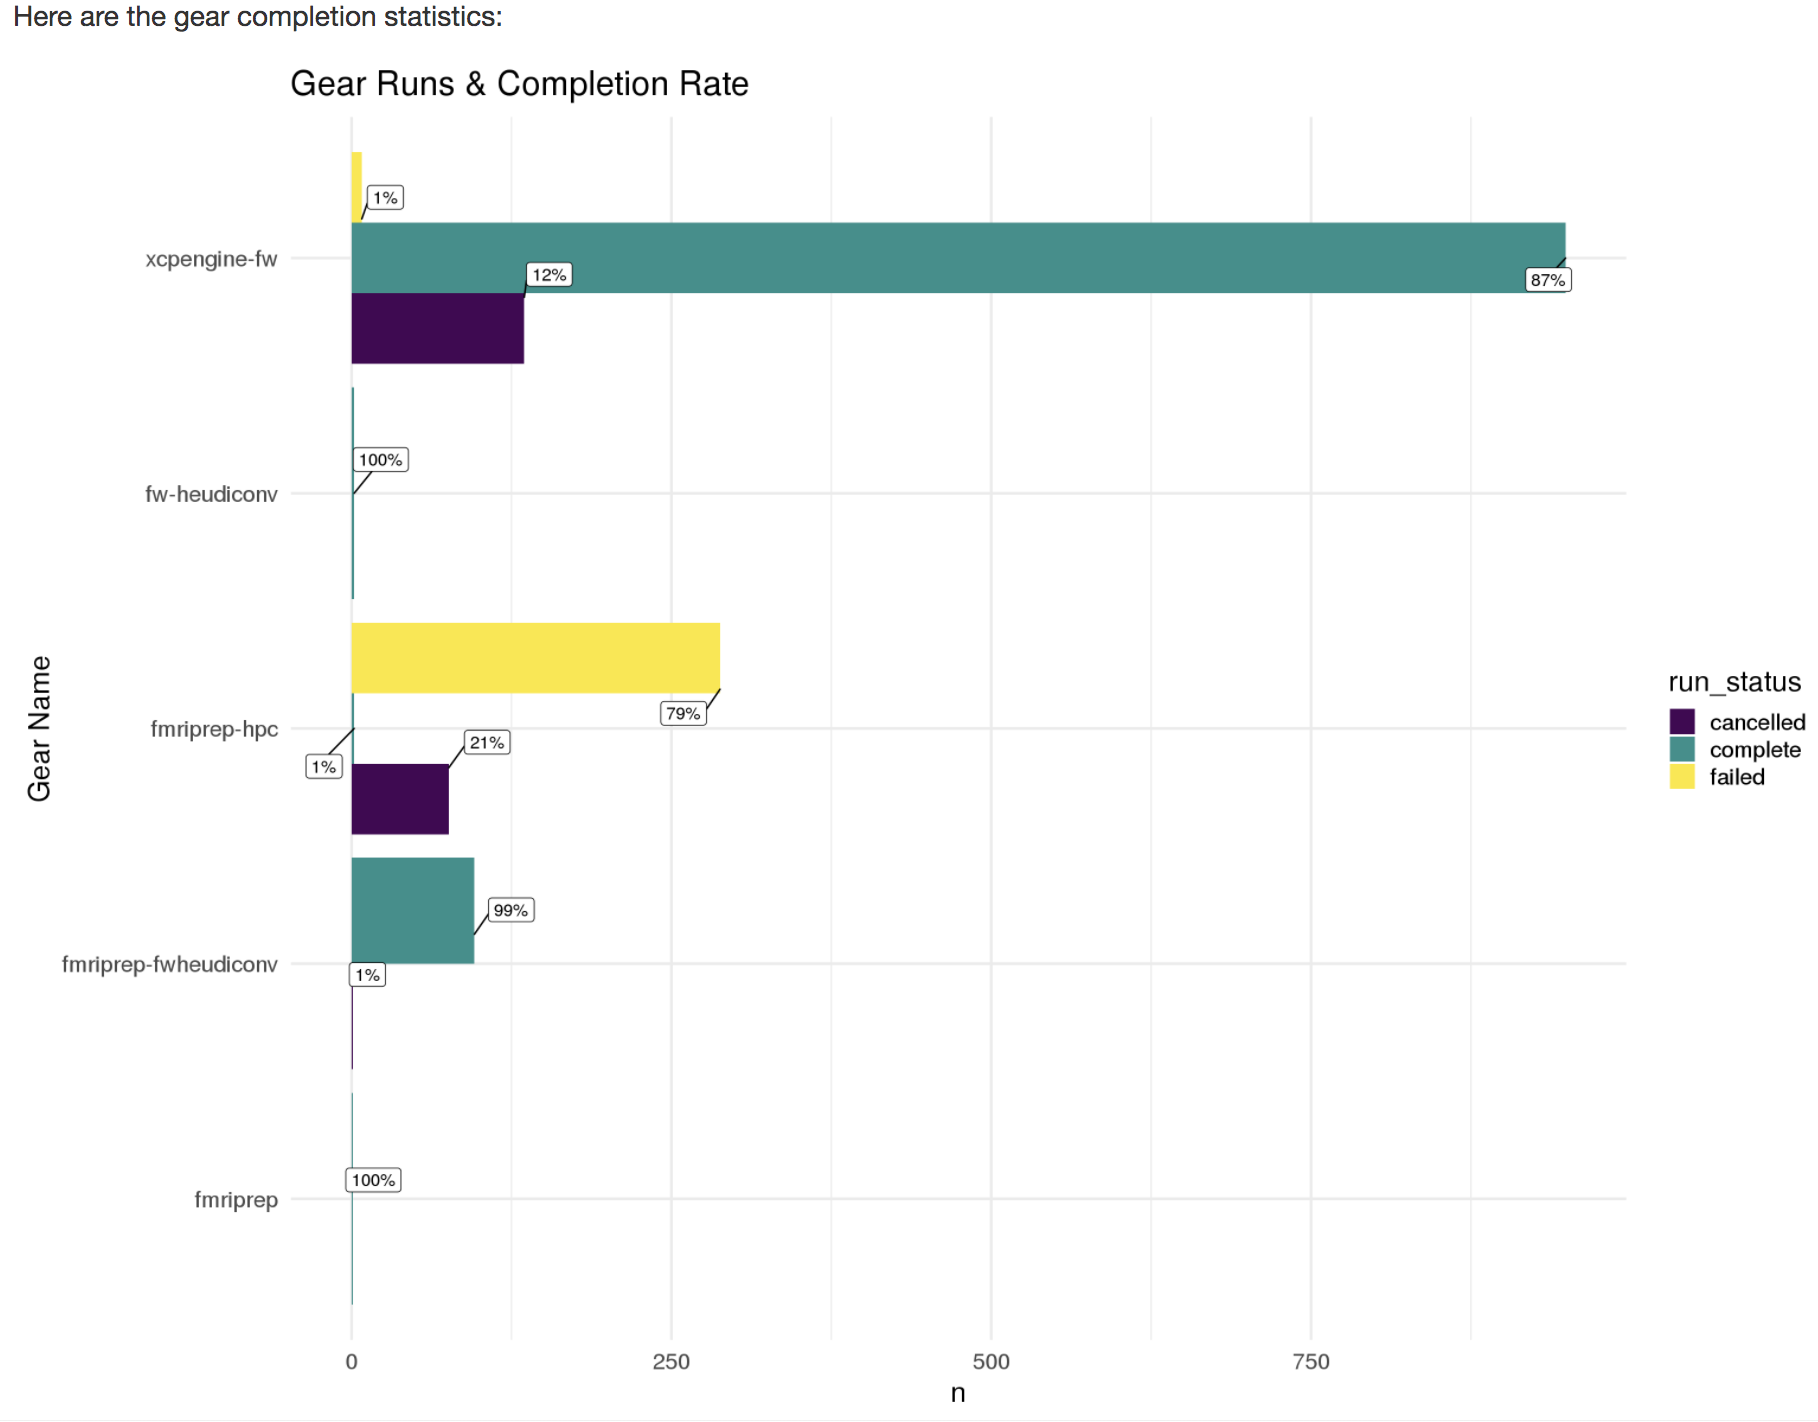 Here are the gear completion statistics:
Gear Runs & Completion Rate
1%
xcpengine-fw
12%
87%
100%
fw-heudiconv
79%
fmriprep-hpc
21%
1%
99%
fmriprep-fwheudiconv
1%
100%
fmriprep
Gear Name
0 250 500 750
n
run_status
cancelled
complete
failed